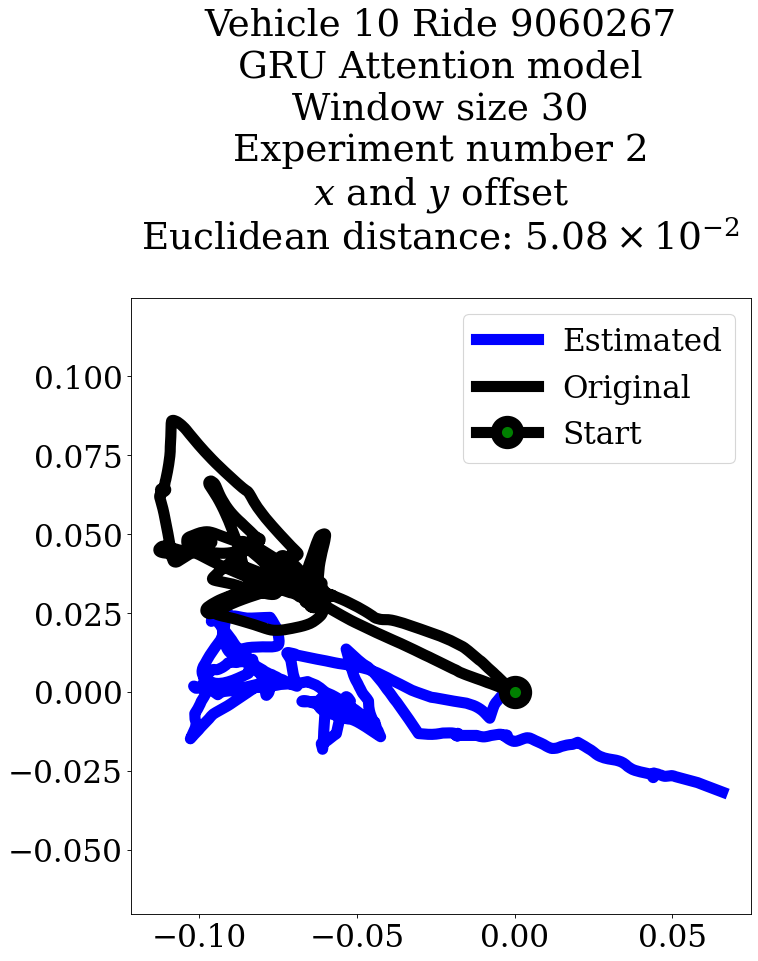 Vehicle 10 Ride 9060267
GRU Attention model
Window size 30
Experiment number 2
x and y offset
Euclidean distance: 5.08 × 10⁻²
Estimated
Original
Start
0.100
0.075
0.050
0.025
0.000
−0.025
−0.050
−0.10
−0.05
0.00
0.05